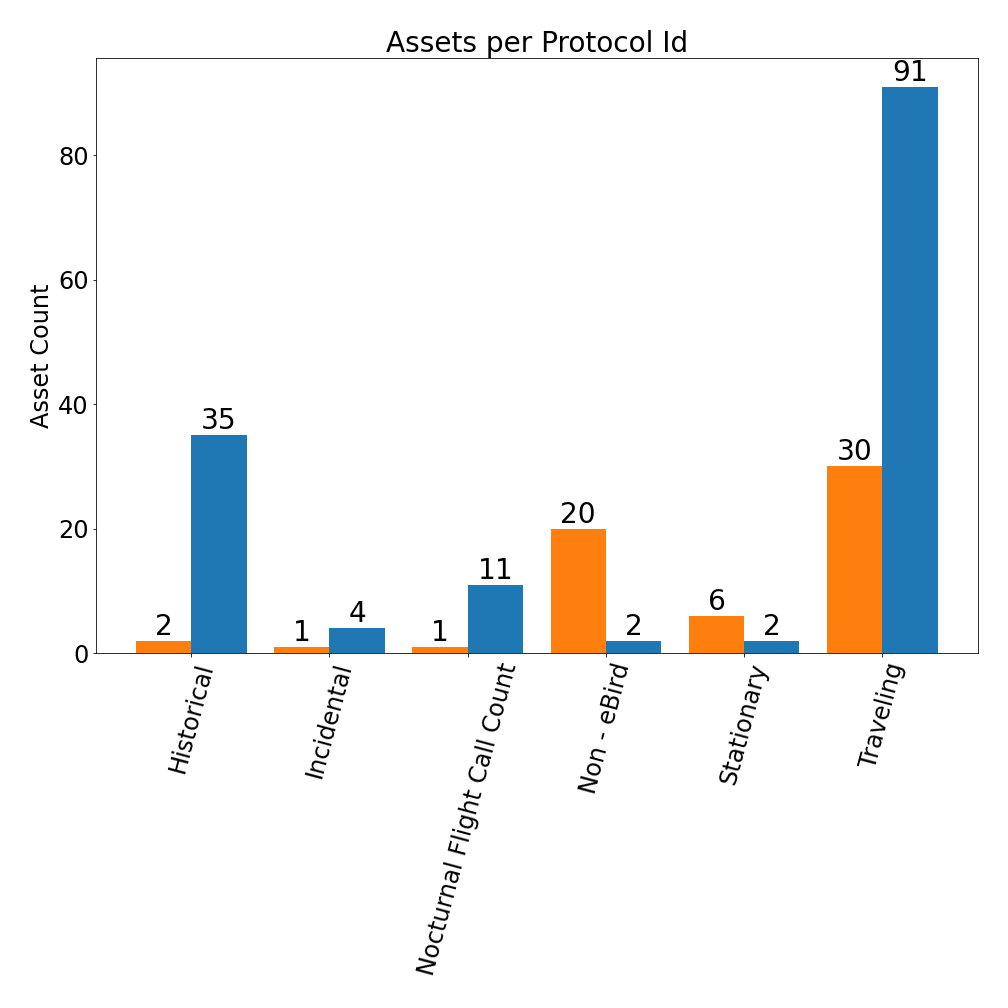 Assets per Protocol Id
Asset Count
80
60
40
20
0
2
35
1
4
1
11
20
2
6
2
30
91
Historical
Incidental
Nocturnal Flight Call Count
Non - eBird
Stationary
Traveling